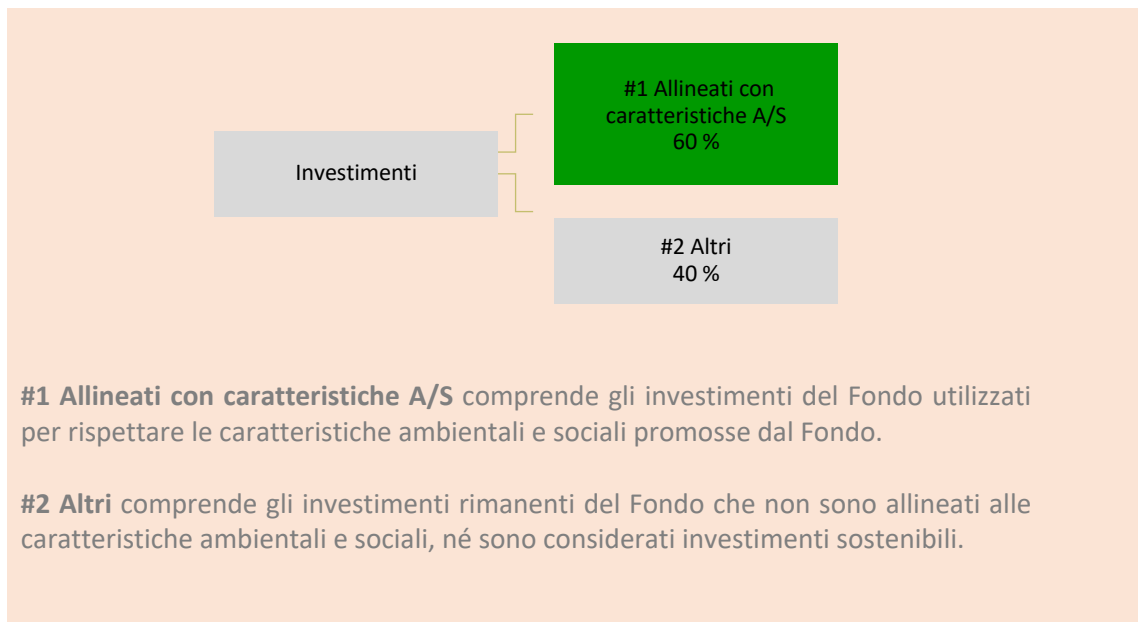 #1 Allineati con
caratteristiche A/S
60 %
Investimenti
#2 Altri
40 %
#1 Allineati con caratteristiche A/S comprende gli investimenti del Fondo utilizzati
per rispettare le caratteristiche ambientali e sociali promosse dal Fondo.
#2 Altri comprende gli investimenti rimanenti del Fondo che non sono allineati alle
caratteristiche ambientali e sociali, né sono considerati investimenti sostenibili.